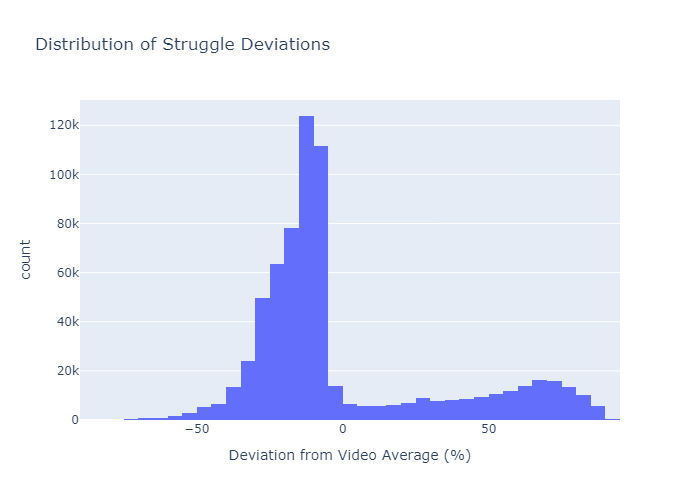 Distribution of Struggle Deviations
120k
100k
80k
60k
40k
20k
0
count
−50
0
50
Deviation from Video Average (%)